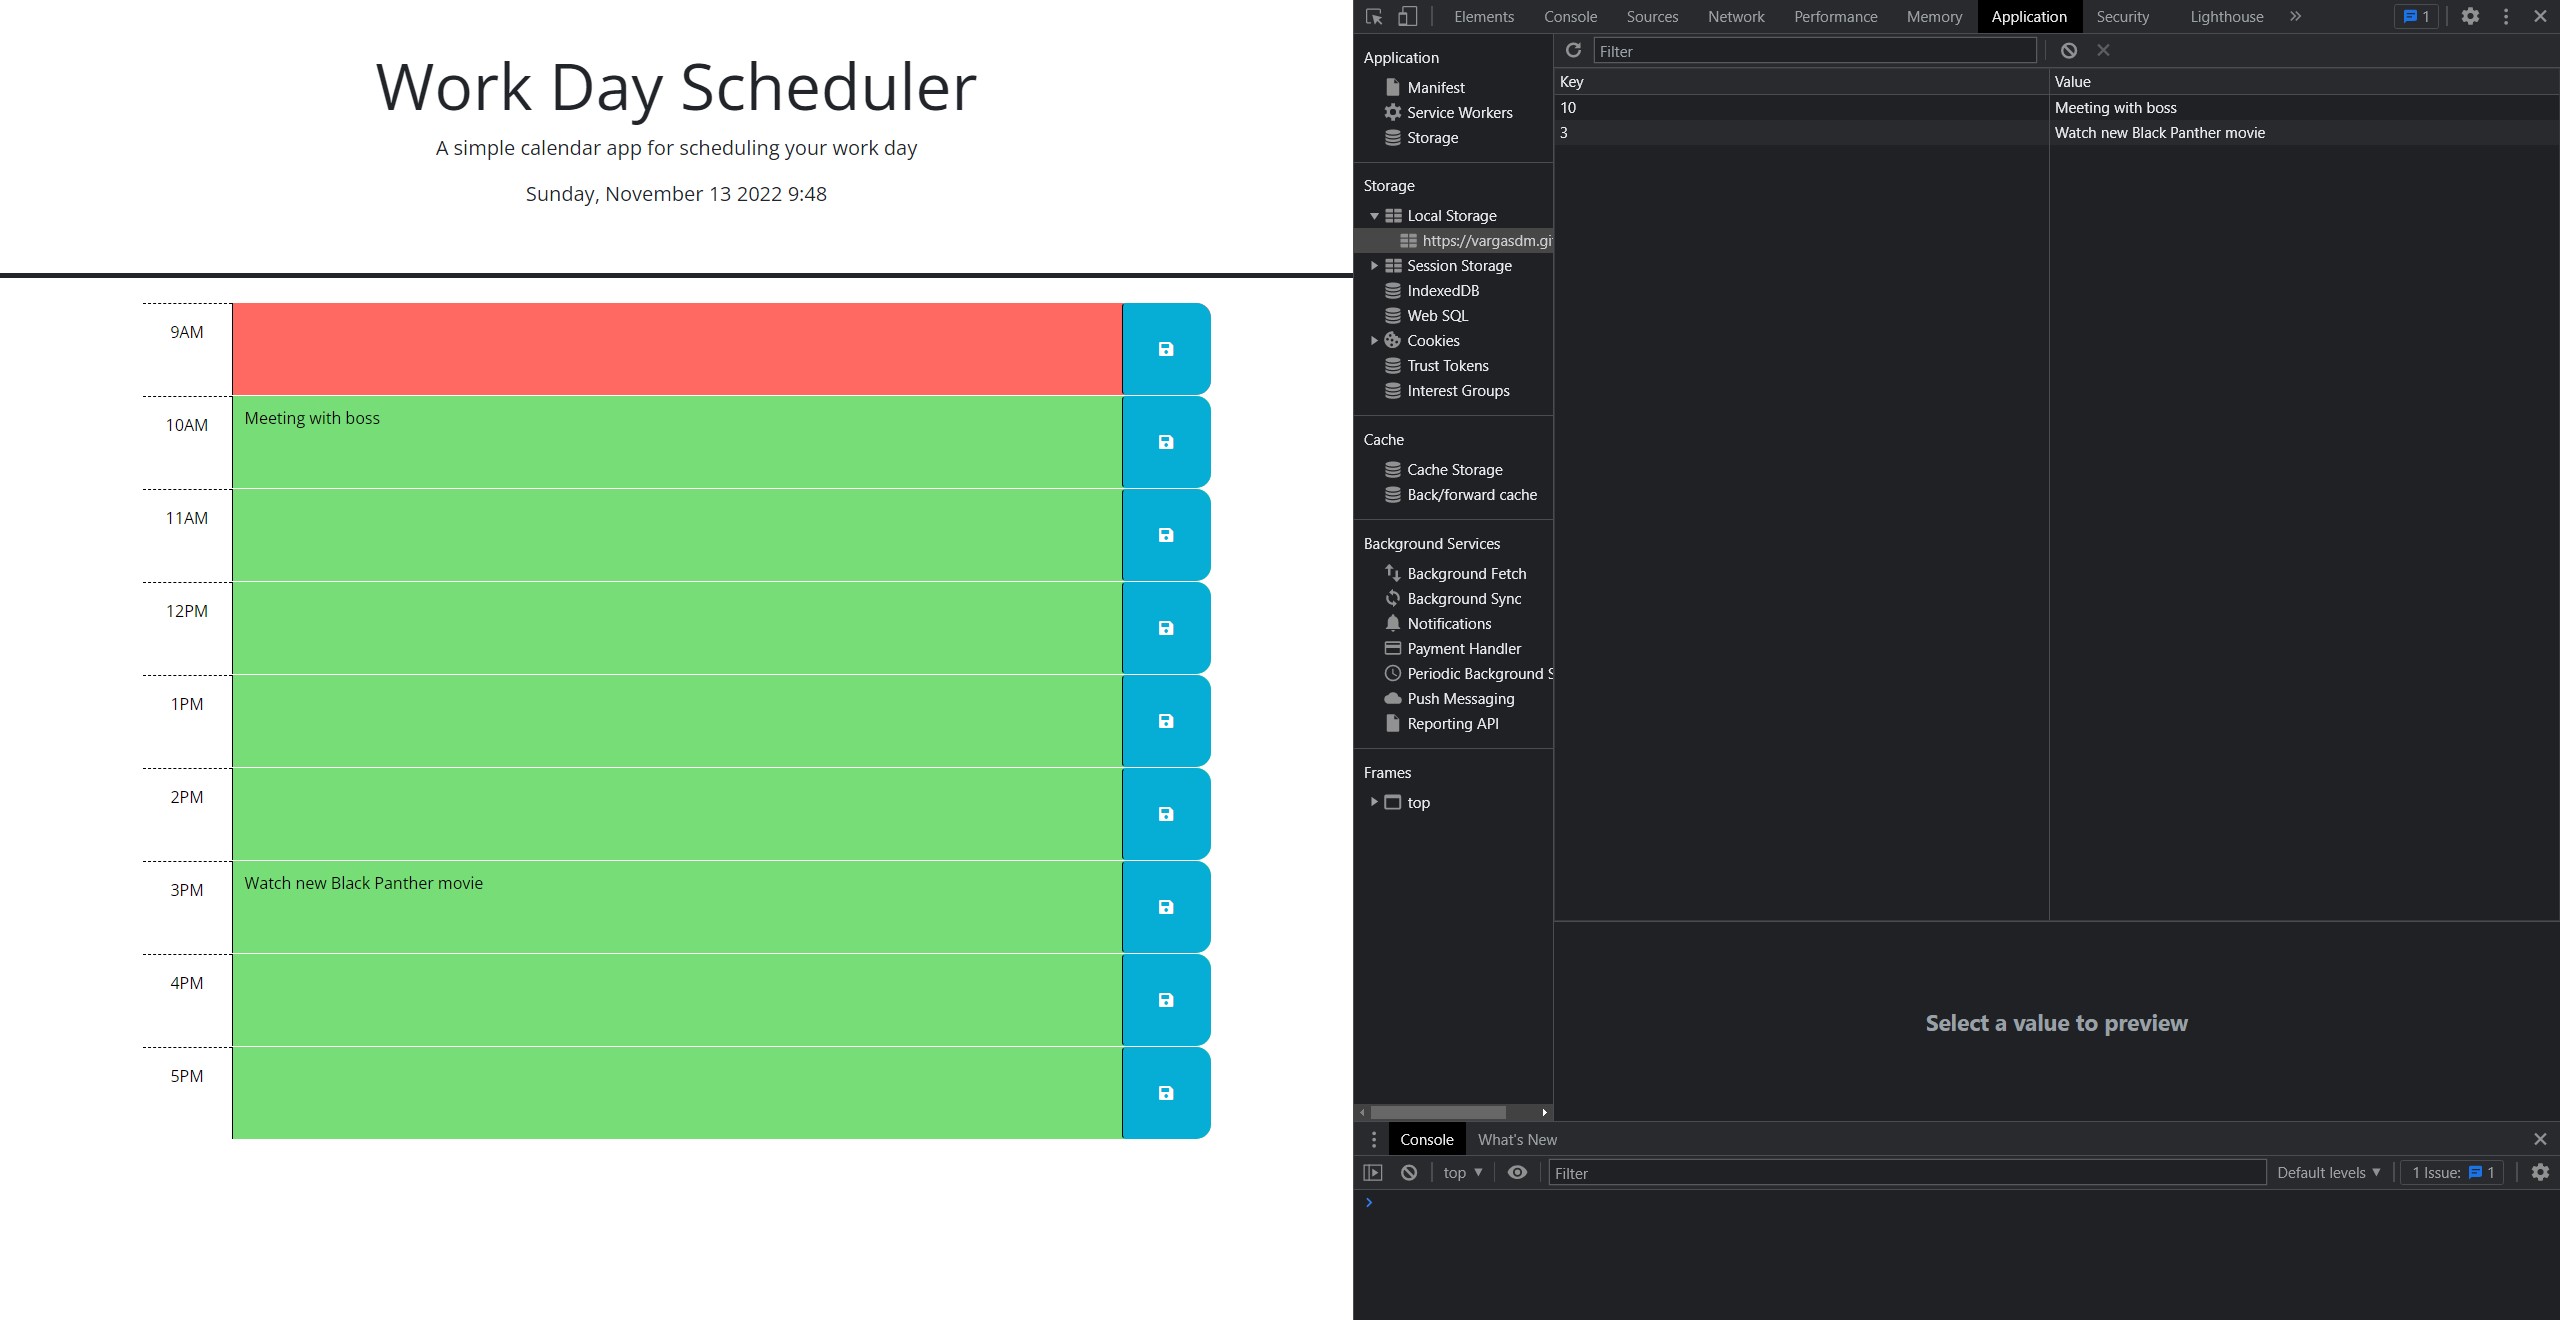 Work Day Scheduler
A simple calendar app for scheduling your work day
Sunday, November 13 2022 9:48
9AM
10AM
Meeting with boss
11AM
12PM
1PM
2PM
3PM
Watch new Black Panther movie
4PM
5PM
Elements Console Sources Network Performance Memory Application Security Lighthouse 1
Application
Manifest
Service Workers
Storage
Storage
Local Storage
https://vargasdm.gi
Session Storage
IndexedDB
Web SQL
Cookies
Trust Tokens
Interest Groups
Cache
Cache Storage
Back/forward cache
Background Services
Background Fetch
Background Sync
Notifications
Payment Handler
Periodic Background S
Push Messaging
Reporting API
Frames
top
Filter
Key Value
10 Meeting with boss
3 Watch new Black Panther movie
Select a value to preview
Console What's New
top Filter Default levels 1 Issue: 1